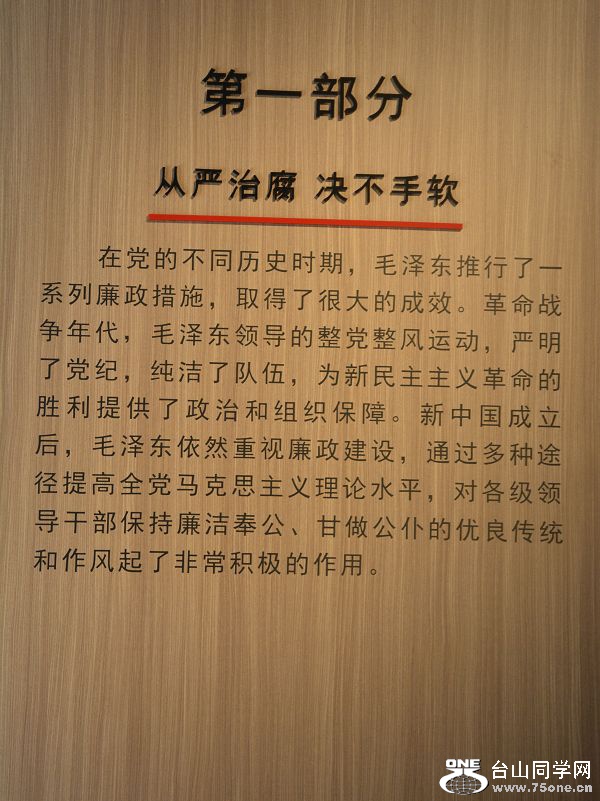 第一部分
从严治腐 决不手软
在党的不同历史时期，毛泽东推行了一
系列廉政措施，取得了很大的成效。革命战
争年代，毛泽东领导的整党整风运动，严明
了党纪，纯洁了队伍，为新民主主义革命的
胜利提供了政治和组织保障。新中国成立
后，毛泽东依然重视廉政建设，通过多种途
径提高全党马克思主义理论水平，对各级领
导干部保持廉洁奉公、甘做公仆的优良传统
和作风起了非常积极的作用。
ONE 台山同学网
www.75one.cn